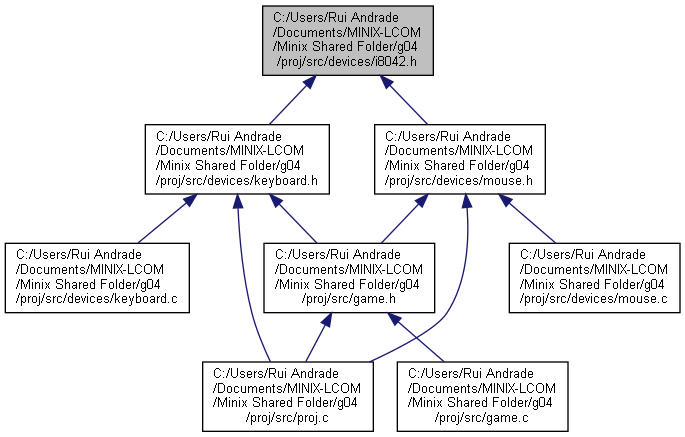 C:/Users/Rui Andrade
/Documents/MINIX-LCOM
/Minix Shared Folder/g04
/proj/src/devices/i8042.h
C:/Users/Rui Andrade
/Documents/MINIX-LCOM
/Minix Shared Folder/g04
/proj/src/devices/keyboard.h
C:/Users/Rui Andrade
/Documents/MINIX-LCOM
/Minix Shared Folder/g04
/proj/src/devices/mouse.h
C:/Users/Rui Andrade
/Documents/MINIX-LCOM
/Minix Shared Folder/g04
/proj/src/devices/keyboard.c
C:/Users/Rui Andrade
/Documents/MINIX-LCOM
/Minix Shared Folder/g04
/proj/src/game.h
C:/Users/Rui Andrade
/Documents/MINIX-LCOM
/Minix Shared Folder/g04
/proj/src/devices/mouse.c
C:/Users/Rui Andrade
/Documents/MINIX-LCOM
/Minix Shared Folder/g04
/proj/src/proj.c
C:/Users/Rui Andrade
/Documents/MINIX-LCOM
/Minix Shared Folder/g04
/proj/src/game.c